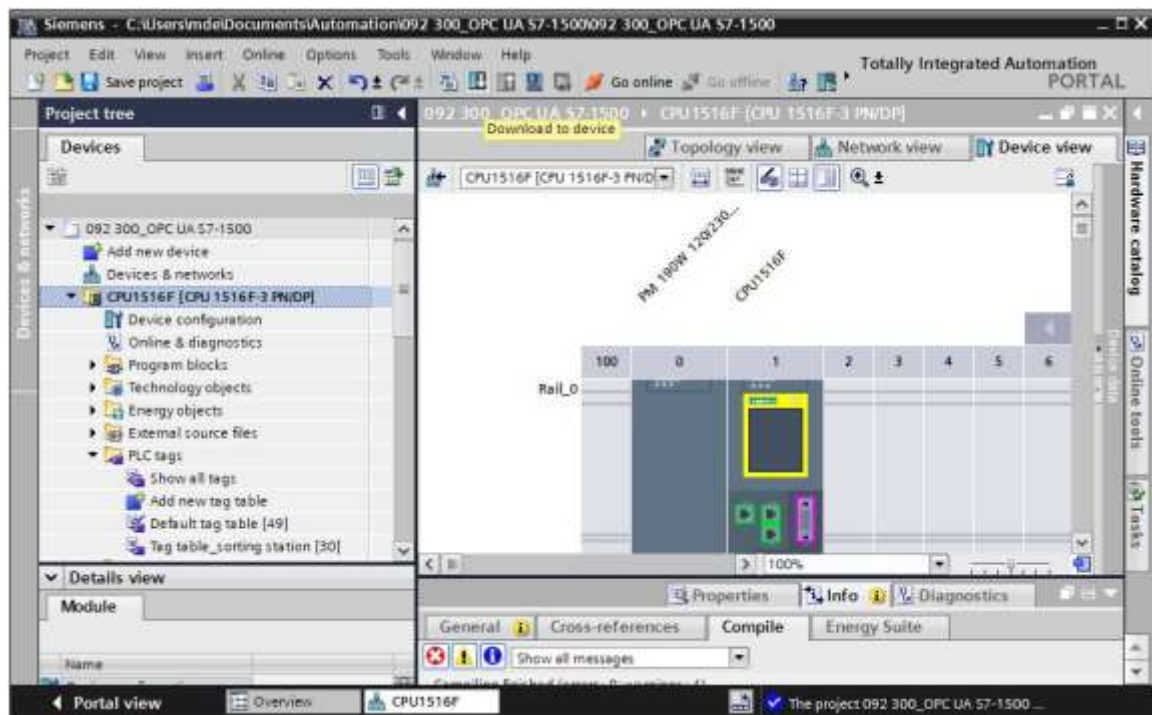 Siemens - C:\Users\mde\Documents\Automation\092 300_OPC UA S7-1500\092 300_OPC UA S7-1500
Project Edit View Insert Online Options Tools Window Help
Totally Integrated Automation
PORTAL
Save project
Go online
Go offline
Project tree
092 300_OPC UA S7-1500 CPU1516F [CPU 1516F-3 PN/DP]
Download to device
Devices
Topology view
Network view
Device view
CPU1516F [CPU 1516F-3 PN/D
092 300_OPC UA S7-1500
Add new device
Devices & networks
CPU1516F [CPU 1516F-3 PN/DP]
Device configuration
Online & diagnostics
Program blocks
Technology objects
Energy objects
External source files
PLC tags
Show all tags
Add new tag table
Default tag table [49]
Tag table_sorting station [30]
PM 190W 120/230...
CPU1516F
100 0 1 2 3 4 5 6
Rail_0
100%
Devices & networks
Hardware catalog
Online tools
Tasks
Details view
Module
Name
Properties
Info
Diagnostics
General
Cross-references
Compile
Energy Suite
Show all messages
Portal view
Overview
CPU1516F
The project 092 300_OPC UA S7-1500 ...